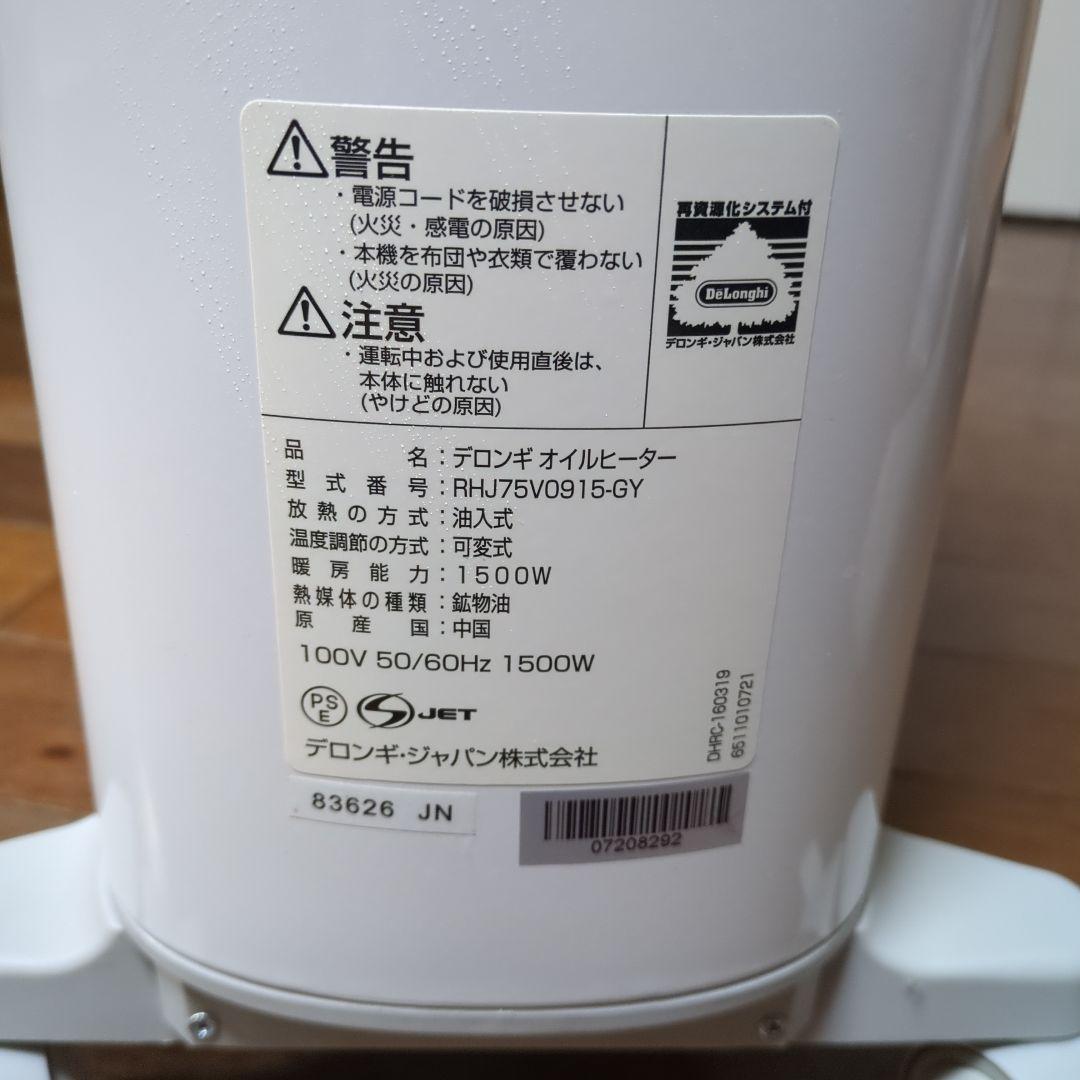 警告
・電源コードを破損させない
(火災・感電の原因)
・本機を布団や衣類で覆わない
(火災の原因)
注意
・運転中および使用直後は、
本体に触れない
(やけどの原因)
再資源化システム付
DeLonghi
デロンギ・ジャパン株式会社
品名：デロンギ オイルヒーター
型式番号：RHJ75V0915-GY
放熱の方式：油入式
温度調節の方式：可変式
暖房能力：1500W
熱媒体の種類：鉱物油
原産国：中国
100V 50/60Hz 1500W
PS
E
JET
デロンギ・ジャパン株式会社
DHRC-160319
6511010721
83626 JN
07208292